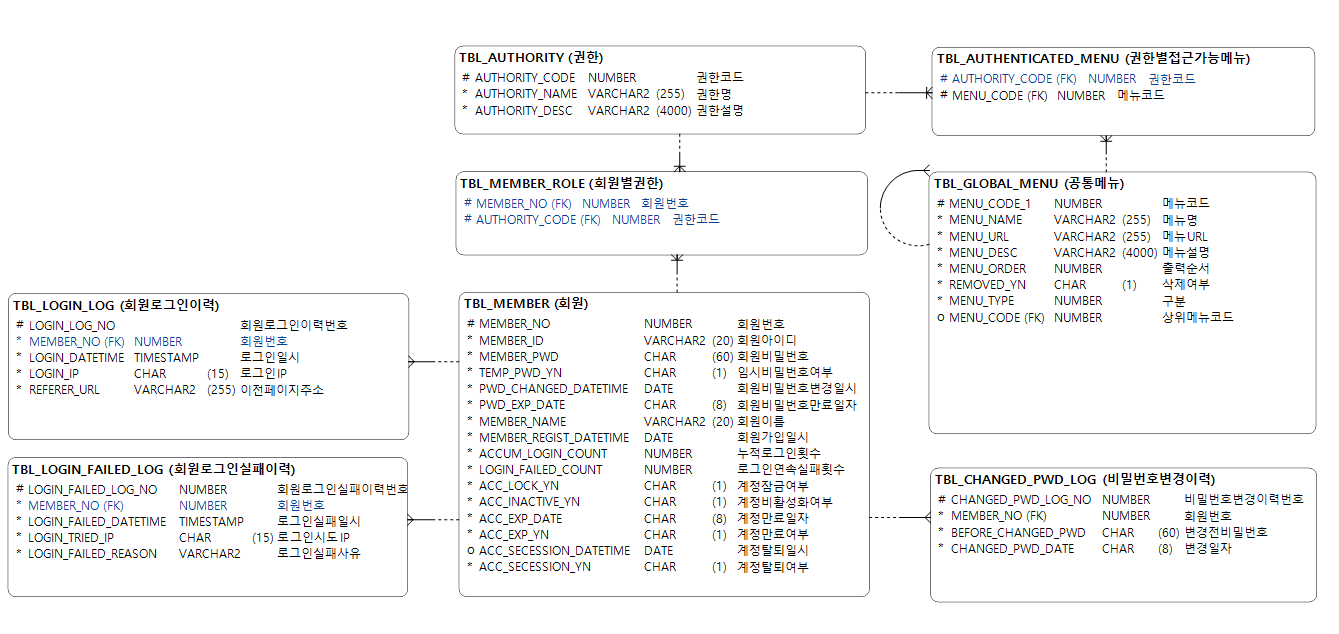 TBL_AUTHORITY (권한)
# AUTHORITY_CODE NUMBER 권한코드
* AUTHORITY_NAME VARCHAR2 (255) 권한명
* AUTHORITY_DESC VARCHAR2 (4000) 권한설명
TBL_AUTHENTICATED_MENU (권한별접근가능메뉴)
# AUTHORITY_CODE (FK) NUMBER 권한코드
# MENU_CODE (FK) NUMBER 메뉴코드
TBL_MEMBER_ROLE (회원별권한)
# MEMBER_NO (FK) NUMBER 회원번호
# AUTHORITY_CODE (FK) NUMBER 권한코드
TBL_GLOBAL_MENU (공통메뉴)
# MENU_CODE_1 NUMBER 메뉴코드
* MENU_NAME VARCHAR2 (255) 메뉴명
* MENU_URL VARCHAR2 (255) 메뉴URL
* MENU_DESC VARCHAR2 (4000) 메뉴설명
* MENU_ORDER NUMBER 출력순서
* REMOVED_YN CHAR (1) 삭제여부
* MENU_TYPE NUMBER 구분
o MENU_CODE (FK) NUMBER 상위메뉴코드
TBL_LOGIN_LOG (회원로그인이력)
# LOGIN_LOG_NO 회원로그인이력번호
* MEMBER_NO (FK) NUMBER 회원번호
* LOGIN_DATETIME TIMESTAMP 로그인일시
* LOGIN_IP CHAR (15) 로그인IP
* REFERER_URL VARCHAR2 (255) 이전페이지주소
TBL_MEMBER (회원)
# MEMBER_NO NUMBER 회원번호
* MEMBER_ID VARCHAR2 (20) 회원아이디
* MEMBER_PWD CHAR (60) 회원비밀번호
* TEMP_PWD_YN CHAR (1) 임시비밀번호여부
* PWD_CHANGED_DATETIME DATE 회원비밀번호변경일시
* PWD_EXP_DATE CHAR (8) 회원비밀번호만료일자
* MEMBER_NAME VARCHAR2 (20) 회원이름
* MEMBER_REGIST_DATETIME DATE 회원가입일시
* ACCUM_LOGIN_COUNT NUMBER 누적로그인횟수
* LOGIN_FAILED_COUNT NUMBER 로그인연속실패횟수
* ACC_LOCK_YN CHAR (1) 계정잠금여부
* ACC_INACTIVE_YN CHAR (1) 계정비활성화여부
* ACC_EXP_DATE CHAR (8) 계정만료일자
* ACC_EXP_YN CHAR (1) 계정만료여부
o ACC_SECESSION_DATETIME DATE 계정탈퇴일시
* ACC_SECESSION_YN CHAR (1) 계정탈퇴여부
TBL_LOGIN_FAILED_LOG (회원로그인실패이력)
# LOGIN_FAILED_LOG_NO NUMBER 회원로그인실패이력번호
* MEMBER_NO (FK) NUMBER 회원번호
* LOGIN_FAILED_DATETIME TIMESTAMP 로그인실패일시
* LOGIN_TRIED_IP CHAR (15) 로그인시도IP
* LOGIN_FAILED_REASON VARCHAR2 로그인실패사유
TBL_CHANGED_PWD_LOG (비밀번호변경이력)
# CHANGED_PWD_LOG_NO NUMBER 비밀번호변경이력번호
* MEMBER_NO (FK) NUMBER 회원번호
* BEFORE_CHANGED_PWD CHAR (60) 변경전비밀번호
* CHANGED_PWD_DATE CHAR (8) 변경일자